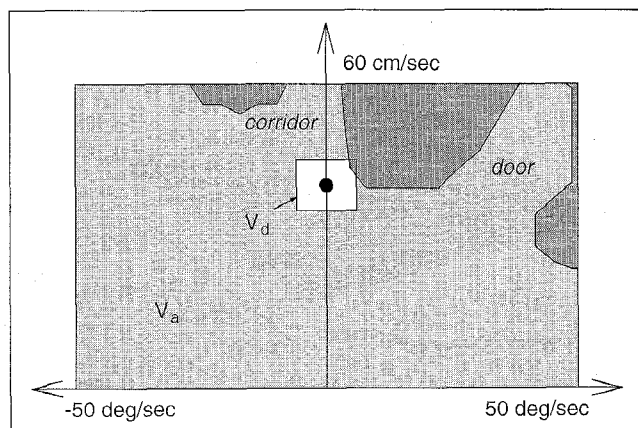 60 cm/sec
corridor
door
V_d
V_a
-50 deg/sec
50 deg/sec